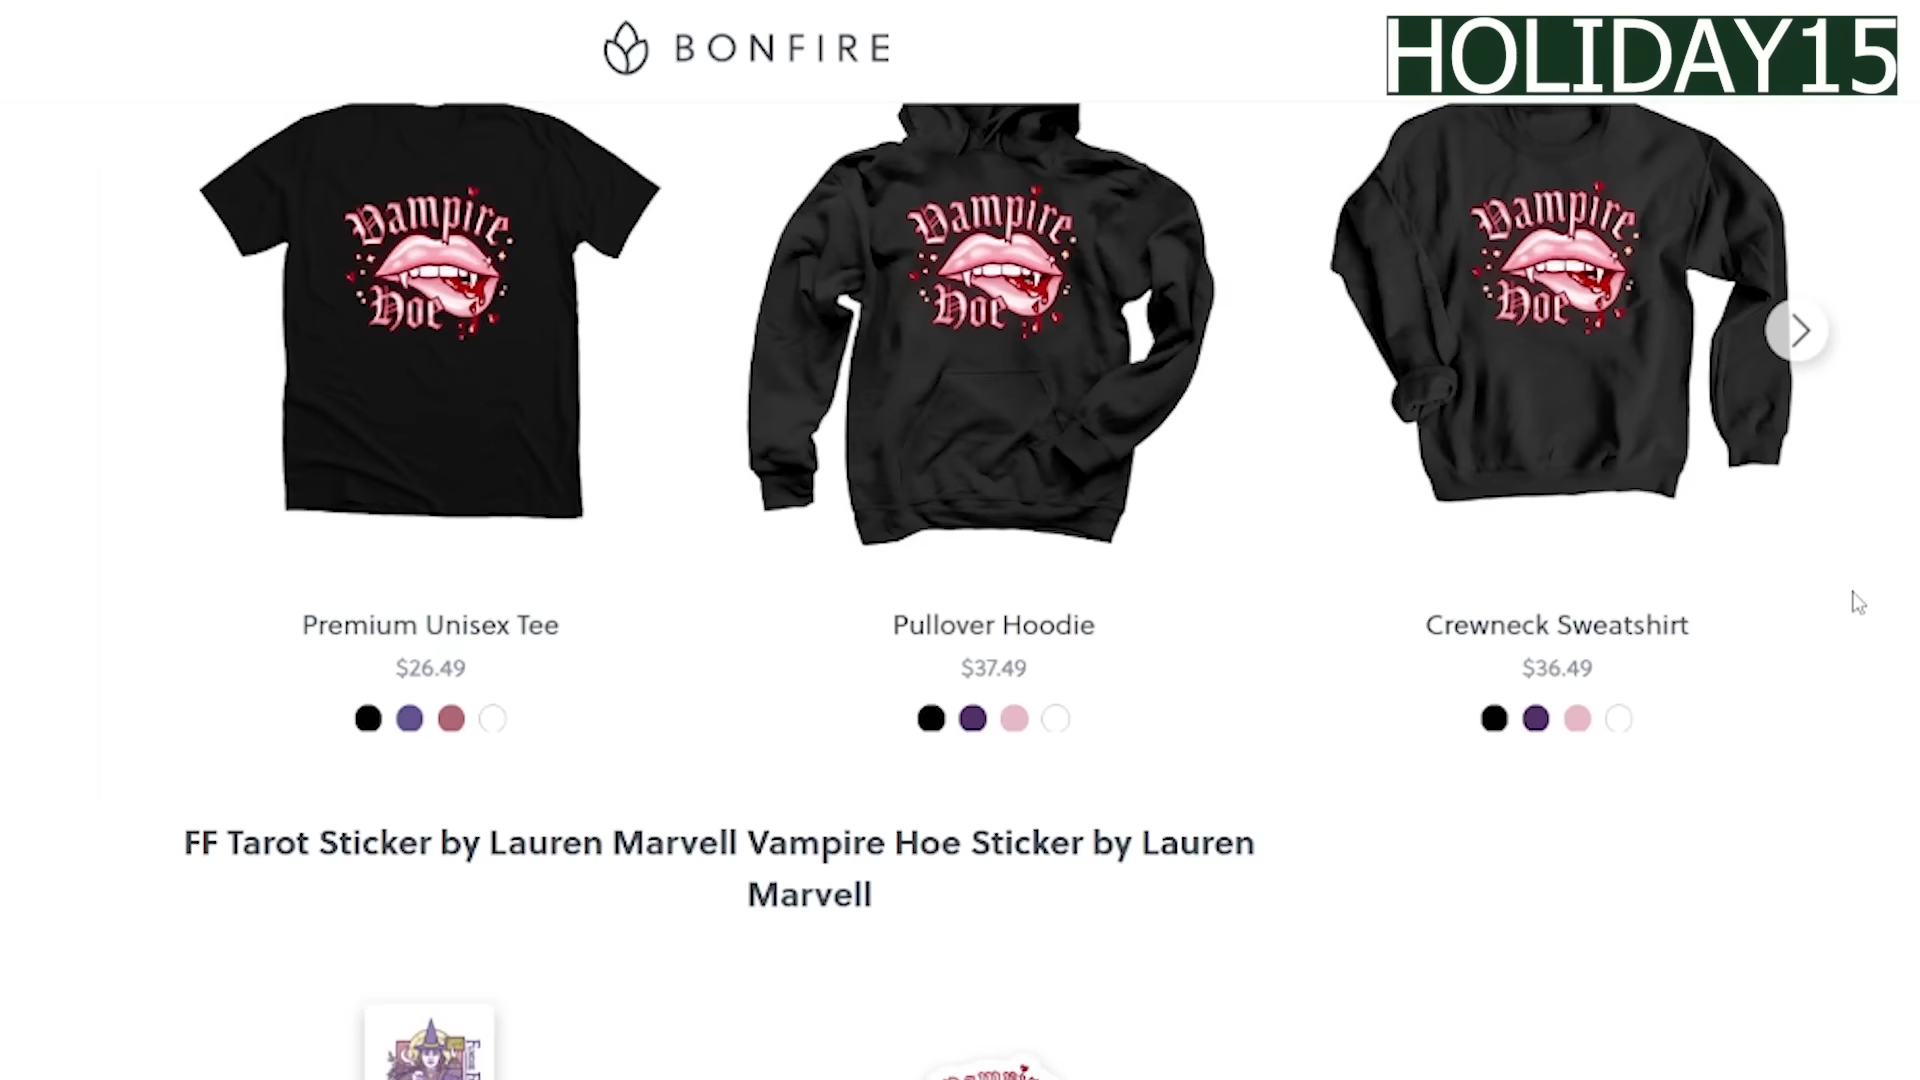 BONFIRE
HOLIDAY15
Vampire
Hoe
Vampire
Hoe
Vampire
Hoe
Premium Unisex Tee
$26.49
Pullover Hoodie
$37.49
Crewneck Sweatshirt
$36.49
FF Tarot Sticker by Lauren Marvell
Vampire Hoe Sticker by Lauren
Marvell